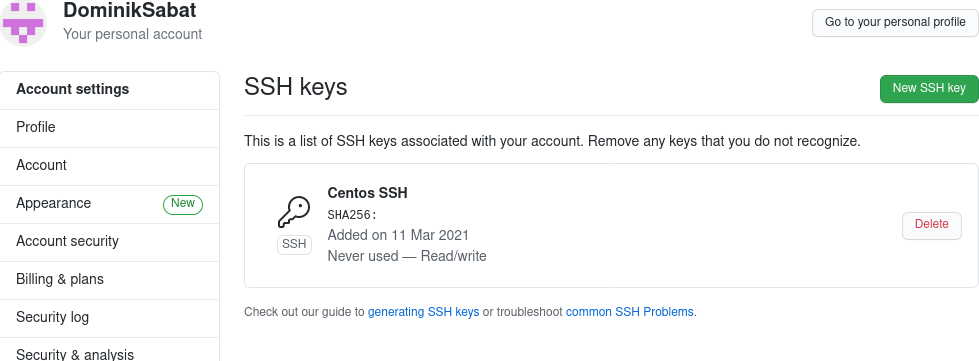 DominikSabat
Your personal account
Go to your personal profile
Account settings
Profile
Account
Appearance New
Account security
Billing & plans
Security log
Security & analysis
SSH keys
New SSH key
This is a list of SSH keys associated with your account. Remove any keys that you do not recognize.
Centos SSH
SHA256:
Added on 11 Mar 2021
Never used — Read/write
SSH
Delete
Check out our guide to generating SSH keys or troubleshoot common SSH Problems.